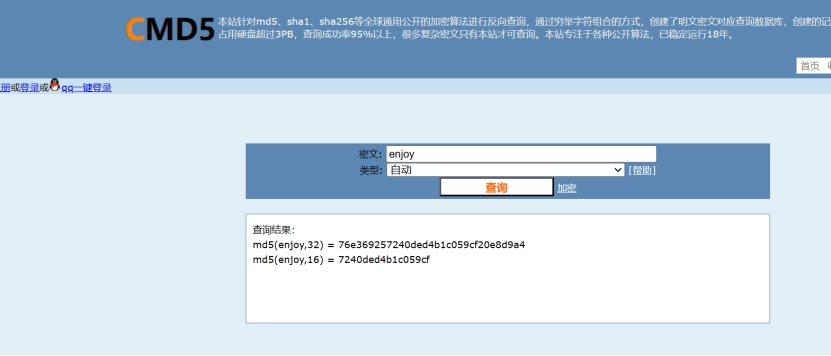 CMD5
本站针对md5、sha1、sha256等全球通用公开的加密算法进行反向查询，通过穷举字符组合的方式，创建了明文密文对应查询数据库，创建的记
占用硬盘超过3PB，查询成功率95%以上，很多复杂密文只有本站才可查询。本站专注于各种公开算法，已稳定运行18年。
首页
册或登录或qq一键登录
密文: enjoy
类型: 自动 [帮助]
查询 加密
查询结果:
md5(enjoy,32) = 76e369257240ded4b1c059cf20e8d9a4
md5(enjoy,16) = 7240ded4b1c059cf